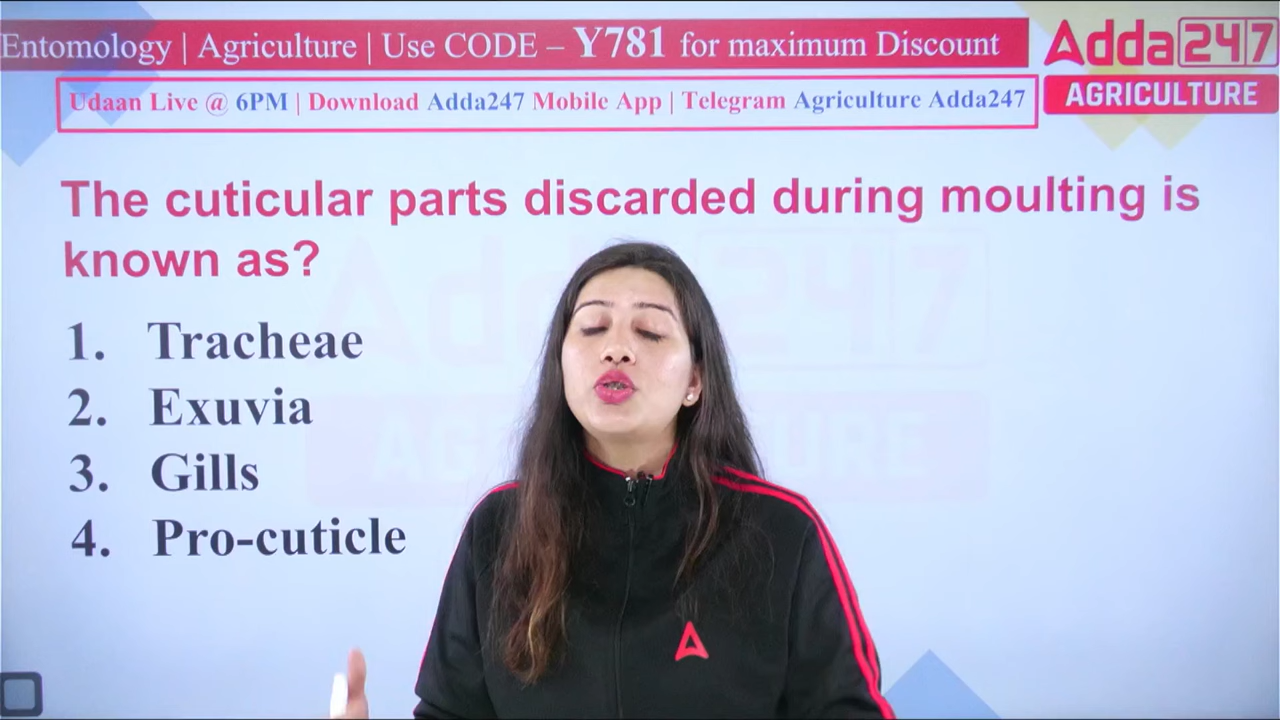 Entomology | Agriculture | Use CODE – Y781 for maximum Discount
Adda247
Udaan Live @ 6PM | Download Adda247 Mobile App | Telegram Agriculture Adda247
AGRICULTURE
The cuticular parts discarded during moulting is
known as?
1. Tracheae
2. Exuvia
3. Gills
4. Pro-cuticle
Adda247
AGRICULTURE